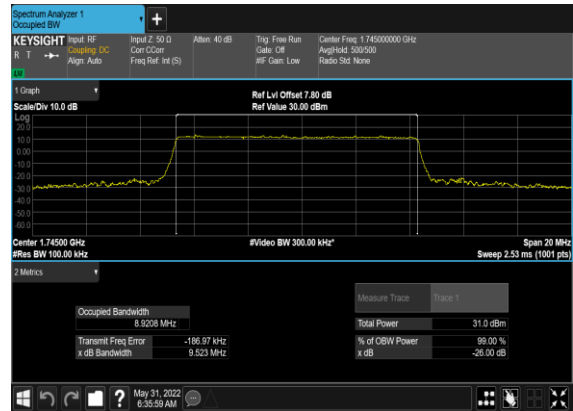 Spectrum Analyzer 1
Occupied BW
+
KEYSIGHT Input: RF Input Z: 50 Ω Atten: 40 dB Trig: Free Run Center Freq: 1.745000000 GHz
R T Coupling: DC Corr CCorr Gate: Off Avg|Hold: 500/500
Align: Auto Freq Ref: Int (S) #IF Gain: Low Radio Std: None
1 Graph
Ref Lvl Offset 7.80 dB
Scale/Div 10.0 dB Ref Value 30.00 dBm
Log
20.0
10.0
0.00
-10.0
-20.0
-30.0
-40.0
-50.0
-60.0
Center 1.74500 GHz #Video BW 300.00 kHz* Span 20 MHz
#Res BW 100.00 kHz Sweep 2.53 ms (1001 pts)
2 Metrics
Measure Trace Trace 1
Occupied Bandwidth
8.9208 MHz Total Power 31.0 dBm
Transmit Freq Error -186.97 kHz % of OBW Power 99.00 %
x dB Bandwidth 9.523 MHz x dB -26.00 dB
? May 31, 2022
6:35:59 AM